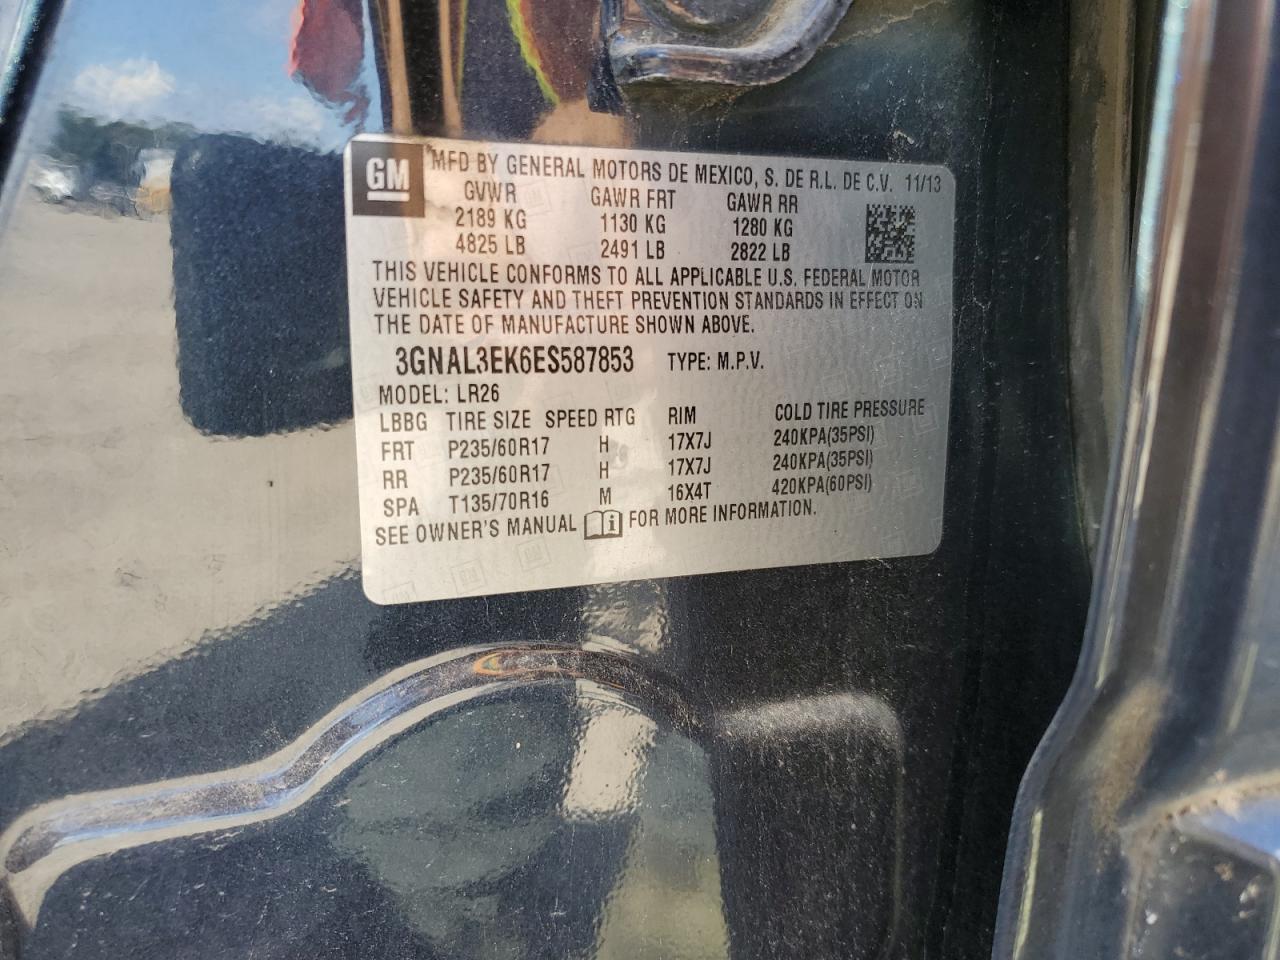 GM MFD BY GENERAL MOTORS DE MEXICO, S. DE R.L. DE C.V. 11/13
GVWR GAWR FRT GAWR RR
2189 KG 1130 KG 1280 KG
4825 LB 2491 LB 2822 LB
THIS VEHICLE CONFORMS TO ALL APPLICABLE U.S. FEDERAL MOTOR
VEHICLE SAFETY AND THEFT PREVENTION STANDARDS IN EFFECT ON
THE DATE OF MANUFACTURE SHOWN ABOVE.
3GNAL3EK6ES587853 TYPE: M.P.V.
MODEL: LR26
LBBG TIRE SIZE SPEED RTG RIM COLD TIRE PRESSURE
FRT P235/60R17 H 17X7J 240KPA(35PSI)
RR P235/60R17 H 17X7J 240KPA(35PSI)
SPA T135/70R16 M 16X4T 420KPA(60PSI)
SEE OWNER'S MANUAL i FOR MORE INFORMATION.